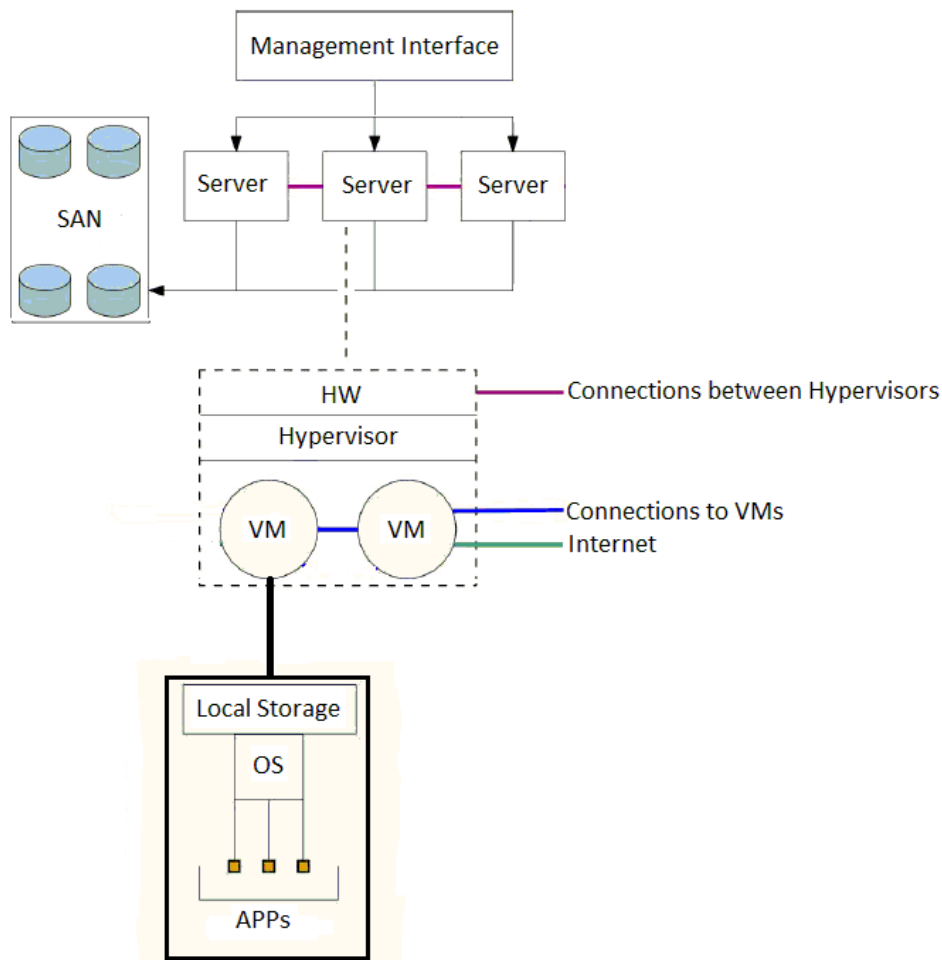 Management Interface
Server
Server
Server
SAN
HW
Connections between Hypervisors
Hypervisor
VM
VM
Connections to VMs
Internet
Local Storage
OS
APPs